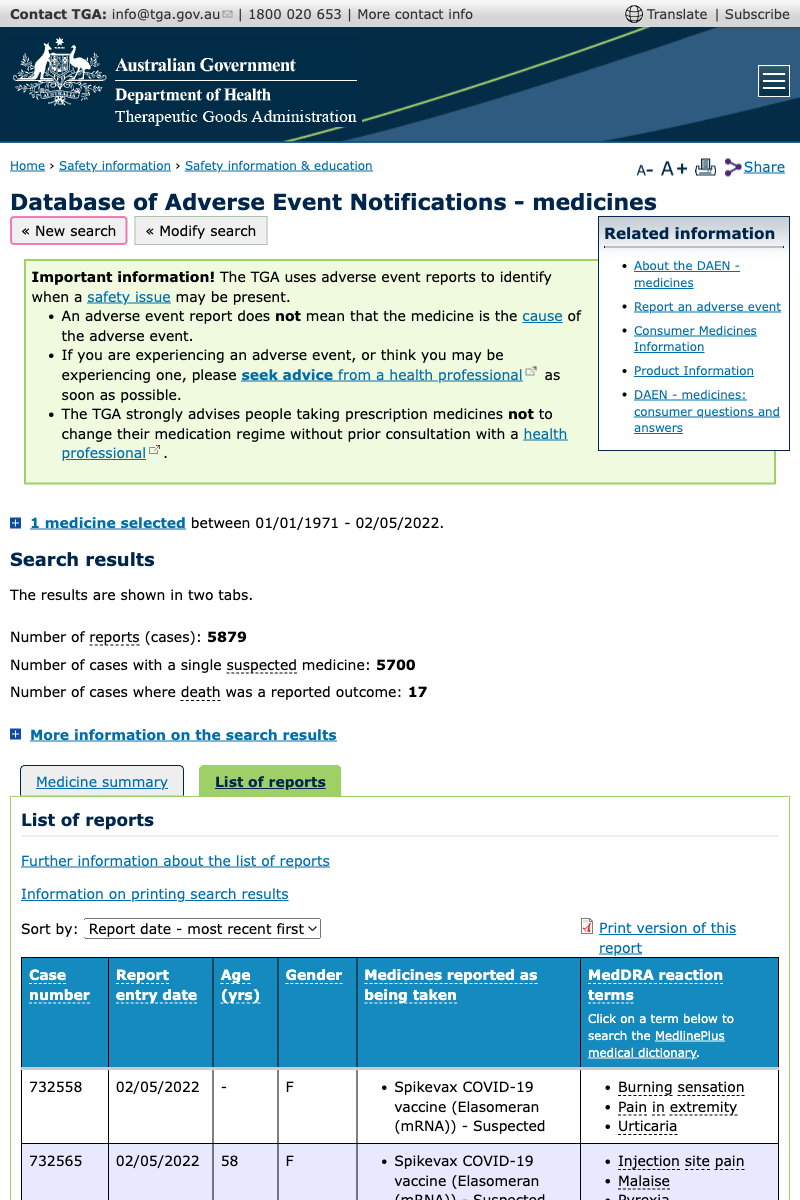 Contact TGA: info@tga.gov.au | 1800 020 653 | More contact info
Translate | Subscribe
Australian Government
Department of Health
Therapeutic Goods Administration
Home › Safety information › Safety information & education
A- A+ Share
Database of Adverse Event Notifications - medicines
« New search
« Modify search
Related information
• About the DAEN -
medicines
• Report an adverse event
• Consumer Medicines
Information
• Product Information
• DAEN - medicines:
consumer questions and
answers
Important information! The TGA uses adverse event reports to identify
when a safety issue may be present.
• An adverse event report does not mean that the medicine is the cause of
the adverse event.
• If you are experiencing an adverse event, or think you may be
experiencing one, please seek advice from a health professional as
soon as possible.
• The TGA strongly advises people taking prescription medicines not to
change their medication regime without prior consultation with a health
professional .
1 medicine selected between 01/01/1971 - 02/05/2022.
Search results
The results are shown in two tabs.
Number of reports (cases): 5879
Number of cases with a single suspected medicine: 5700
Number of cases where death was a reported outcome: 17
More information on the search results
Medicine summary
List of reports
List of reports
Further information about the list of reports
Information on printing search results
Sort by: Report date - most recent first
Print version of this
report
Case
number
Report
entry date
Age
(yrs)
Gender
Medicines reported as
being taken
MedDRA reaction
terms
Click on a term below to
search the MedlinePlus
medical dictionary.
732558
02/05/2022
-
F
• Spikevax COVID-19
vaccine (Elasomeran
(mRNA)) - Suspected
• Burning sensation
• Pain in extremity
• Urticaria
732565
02/05/2022
58
F
• Spikevax COVID-19
vaccine (Elasomeran
(mRNA)) - Suspected
• Injection site pain
• Malaise
• Pyrexia